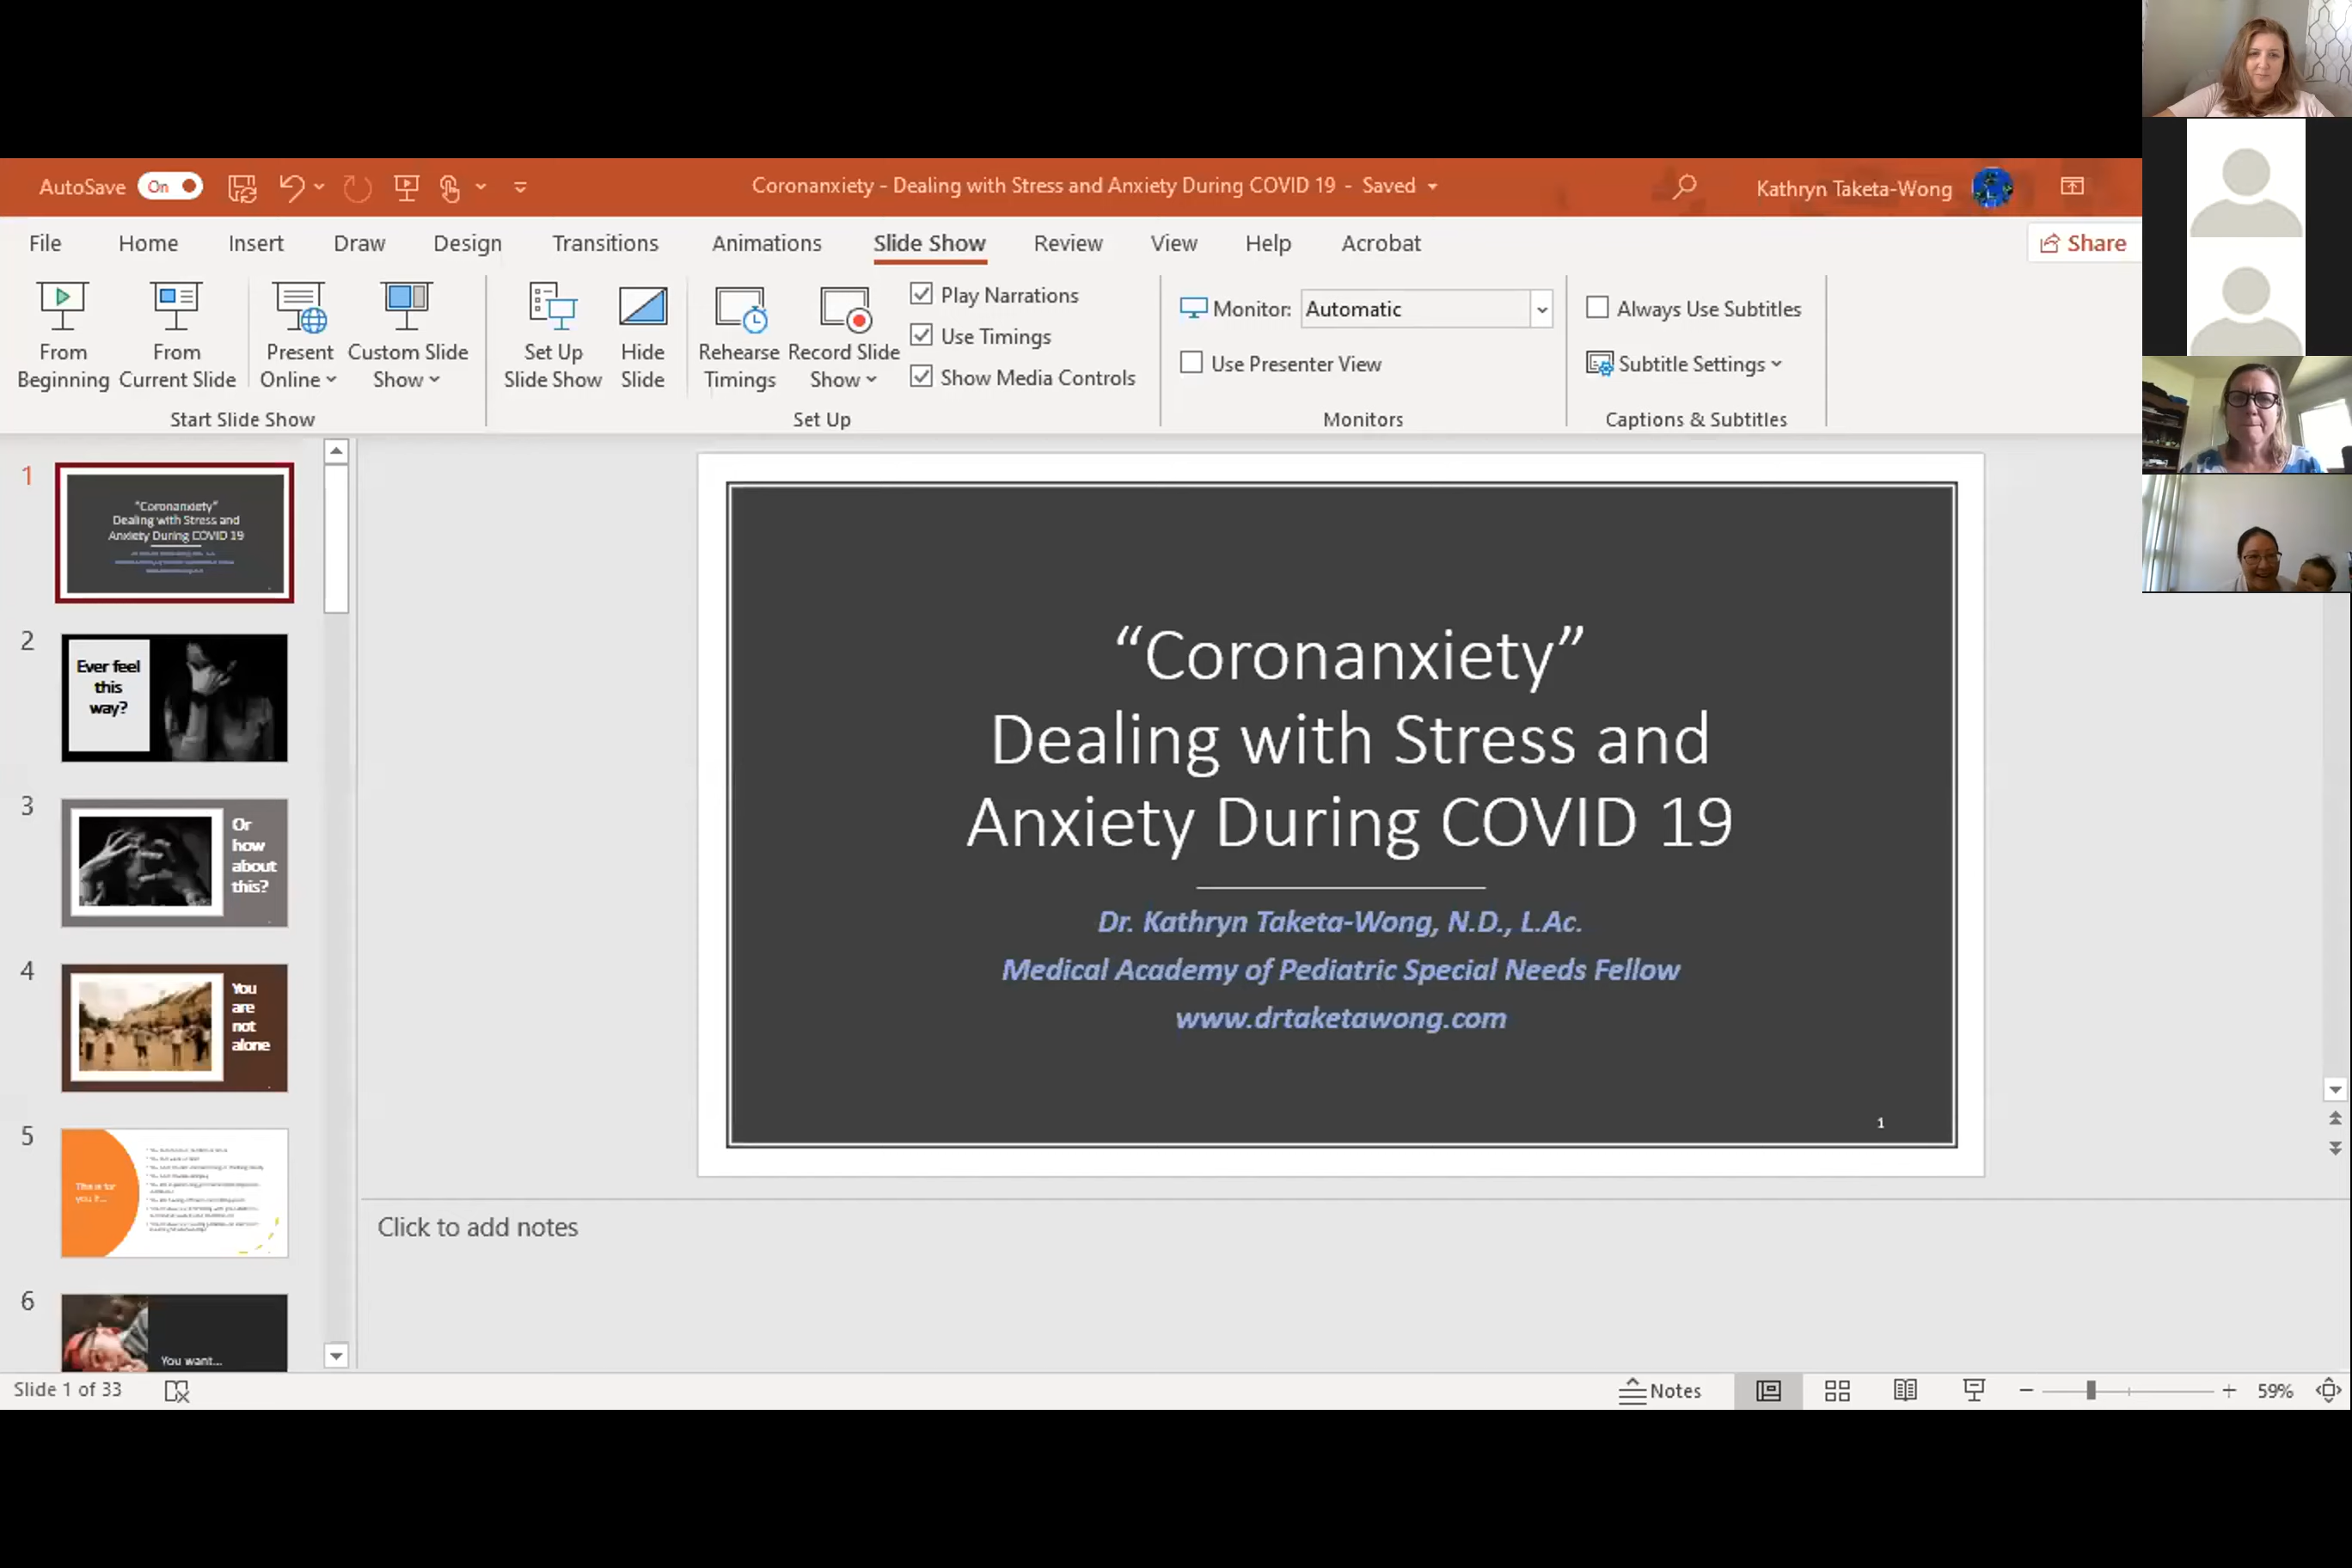 AutoSave On
Coronanxiety - Dealing with Stress and Anxiety During COVID 19 - Saved
Kathryn Taketa-Wong
File Home Insert Draw Design Transitions Animations Slide Show Review View Help Acrobat
Share
From Beginning
From Current Slide
Present Online
Custom Slide Show
Start Slide Show
Set Up Slide Show
Hide Slide
Rehearse Timings
Record Slide Show
Play Narrations
Use Timings
Show Media Controls
Set Up
Monitor: Automatic
Use Presenter View
Monitors
Always Use Subtitles
Subtitle Settings
Captions & Subtitles
1
"Coronanxiety"
Dealing with Stress and
Anxiety During COVID 19
2
Ever feel
this
way?
3
Or
how
about
this?
4
You
are
not
alone
5
This is for
you if...
6
You want...
“Coronanxiety”
Dealing with Stress and
Anxiety During COVID 19
Dr. Kathryn Taketa-Wong, N.D., L.Ac.
Medical Academy of Pediatric Special Needs Fellow
www.drtaketawong.com
1
Click to add notes
Slide 1 of 33
Notes
59%